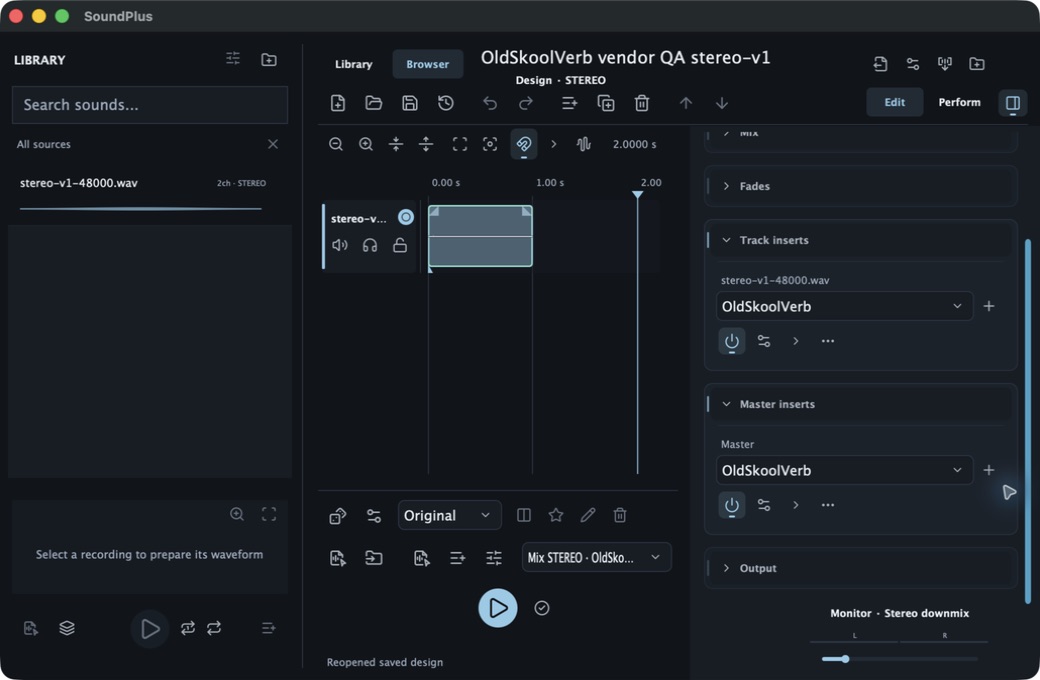 SoundPlus
LIBRARY
Search sounds...
All sources
stereo-v1-48000.wav
2ch · STEREO
Select a recording to prepare its waveform
Library
Browser
OldSkoolVerb vendor QA stereo-v1
Design · STEREO
Edit
Perform
2.0000 s
0.00 s
1.00 s
2.00
stereo-v...
Original
Mix STEREO · OldSko...
Reopened saved design
Mix
Fades
Track inserts
stereo-v1-48000.wav
OldSkoolVerb
Master inserts
Master
OldSkoolVerb
Output
Monitor · Stereo downmix
L
R